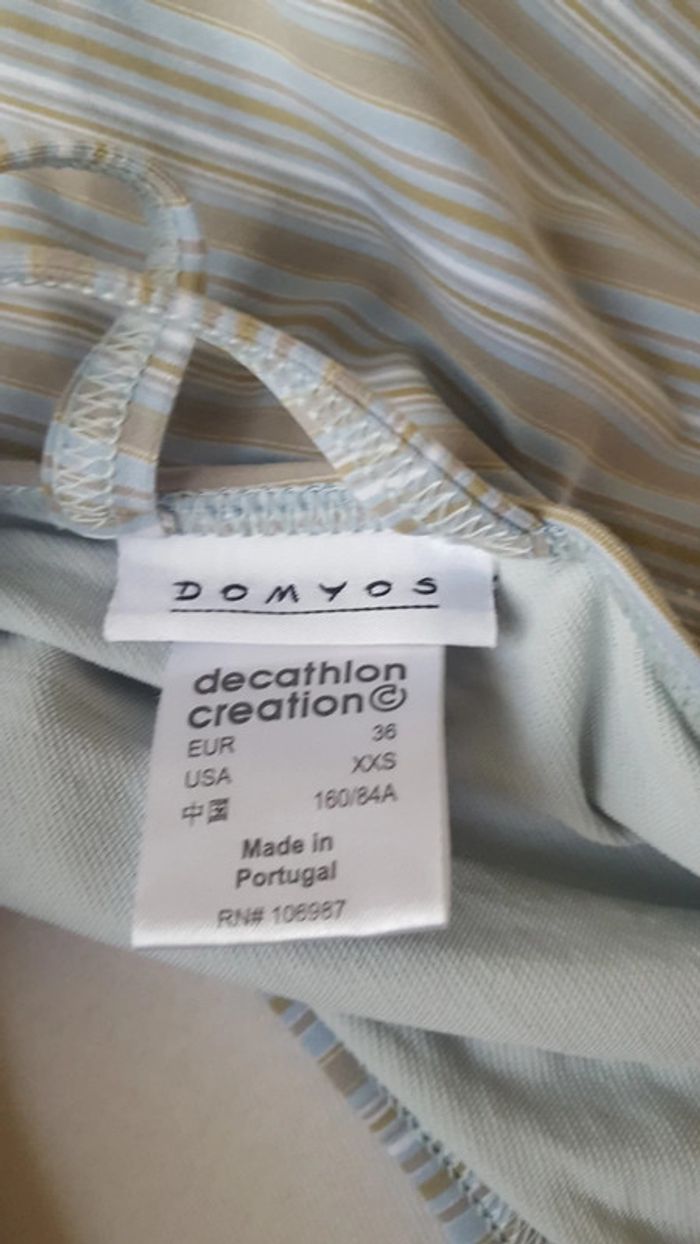 DOMYOS
decathlon
creation©
EUR 36
USA XXS
中国 160/84A
Made in
Portugal
RN# 106987